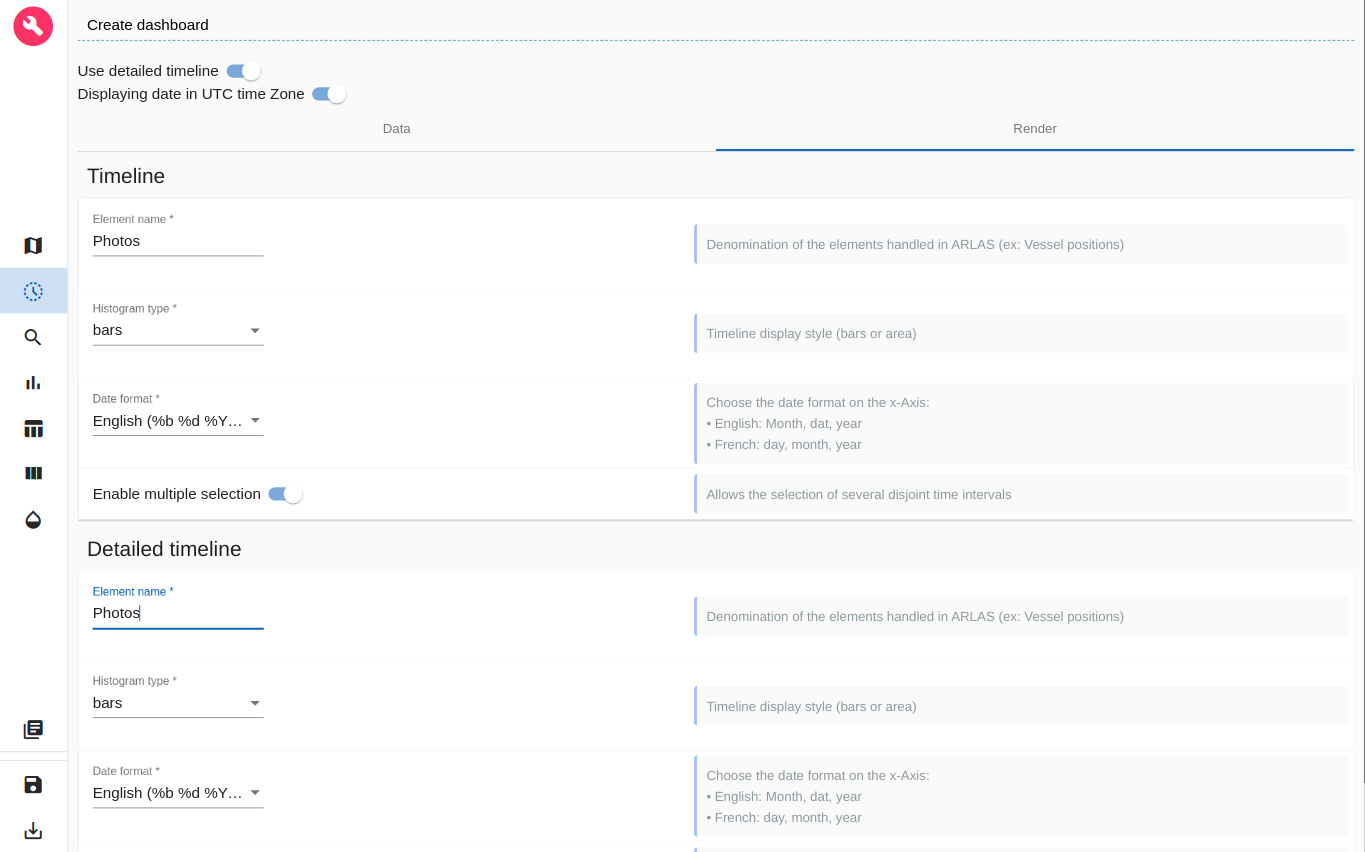 Create dashboard
Use detailed timeline
Displaying date in UTC time Zone
Data
Render
Timeline
Element name *
Photos
Denomination of the elements handled in ARLAS (ex: Vessel positions)
Histogram type *
bars
Timeline display style (bars or area)
Date format *
English (%b %d %Y…
Choose the date format on the x-Axis:
• English: Month, dat, year
• French: day, month, year
Enable multiple selection
Allows the selection of several disjoint time intervals
Detailed timeline
Element name *
Photos
Denomination of the elements handled in ARLAS (ex: Vessel positions)
Histogram type *
bars
Timeline display style (bars or area)
Date format *
English (%b %d %Y…
Choose the date format on the x-Axis:
• English: Month, dat, year
• French: day, month, year